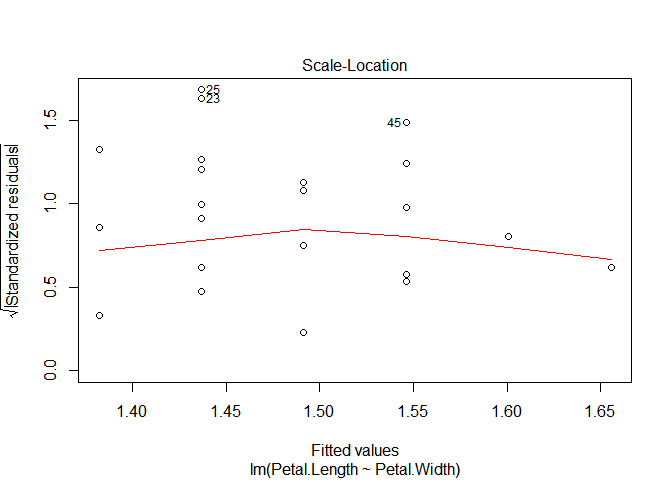 Scale-Location
√|Standardized residuals|
1.5
1.0
0.5
0.0
25
23
45
1.40 1.45 1.50 1.55 1.60 1.65
Fitted values
lm(Petal.Length ~ Petal.Width)